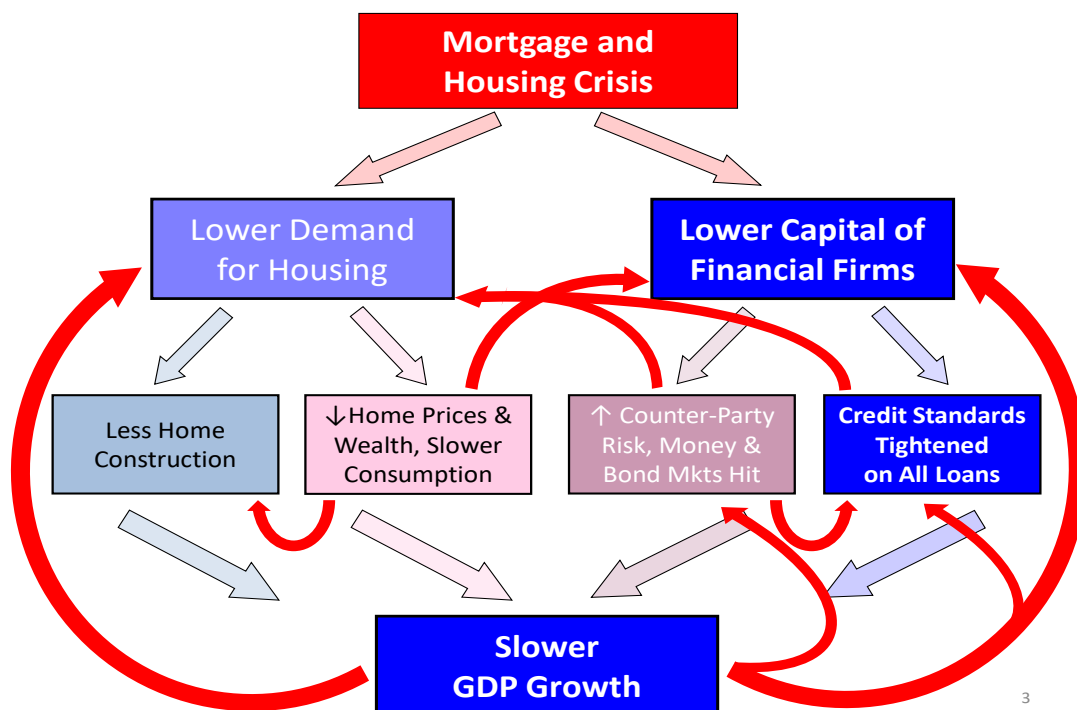 Mortgage and
Housing Crisis
Lower Demand
for Housing
Lower Capital of
Financial Firms
Less Home
Construction
↓Home Prices &
Wealth, Slower
Consumption
↑ Counter-Party
Risk, Money &
Bond Mkts Hit
Credit Standards
Tightened
on All Loans
Slower
GDP Growth
3